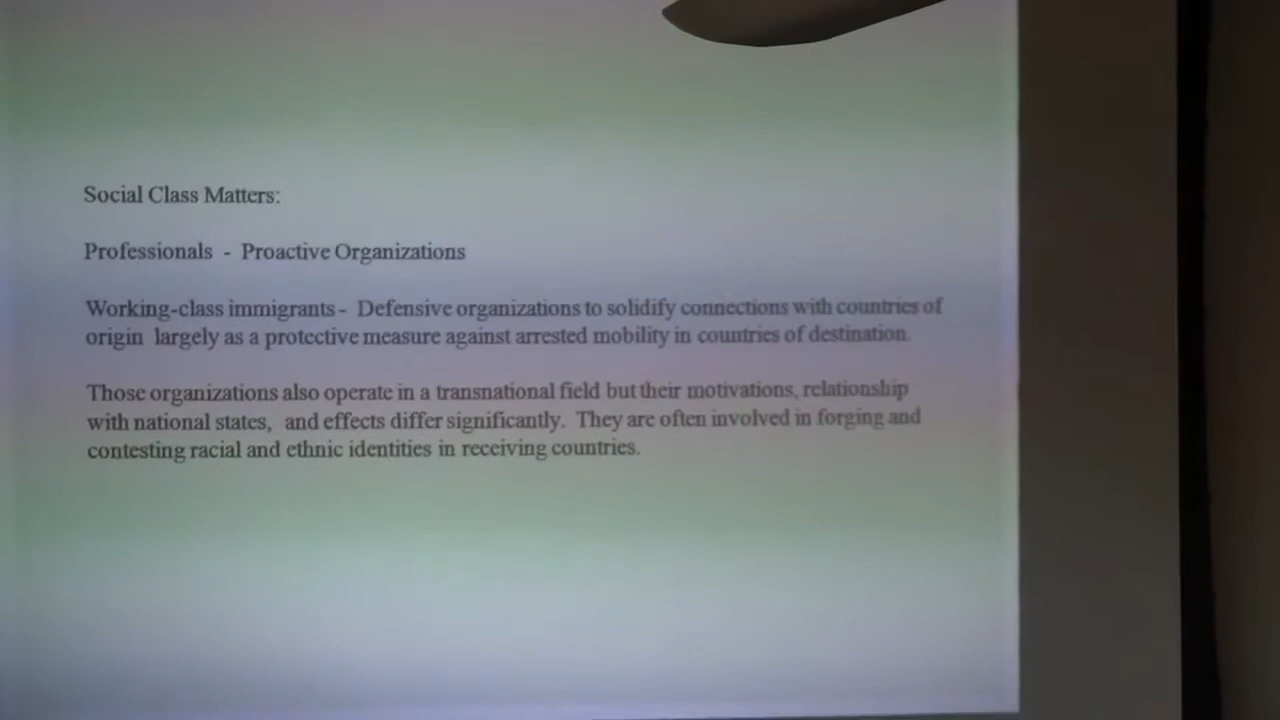 Social Class Matters:
Professionals - Proactive Organizations
Working-class immigrants - Defensive organizations to solidify connections with countries of
origin largely as a protective measure against arrested mobility in countries of destination.
Those organizations also operate in a transnational field but their motivations, relationship
with national states, and effects differ significantly. They are often involved in forging and
contesting racial and ethnic identities in receiving countries.